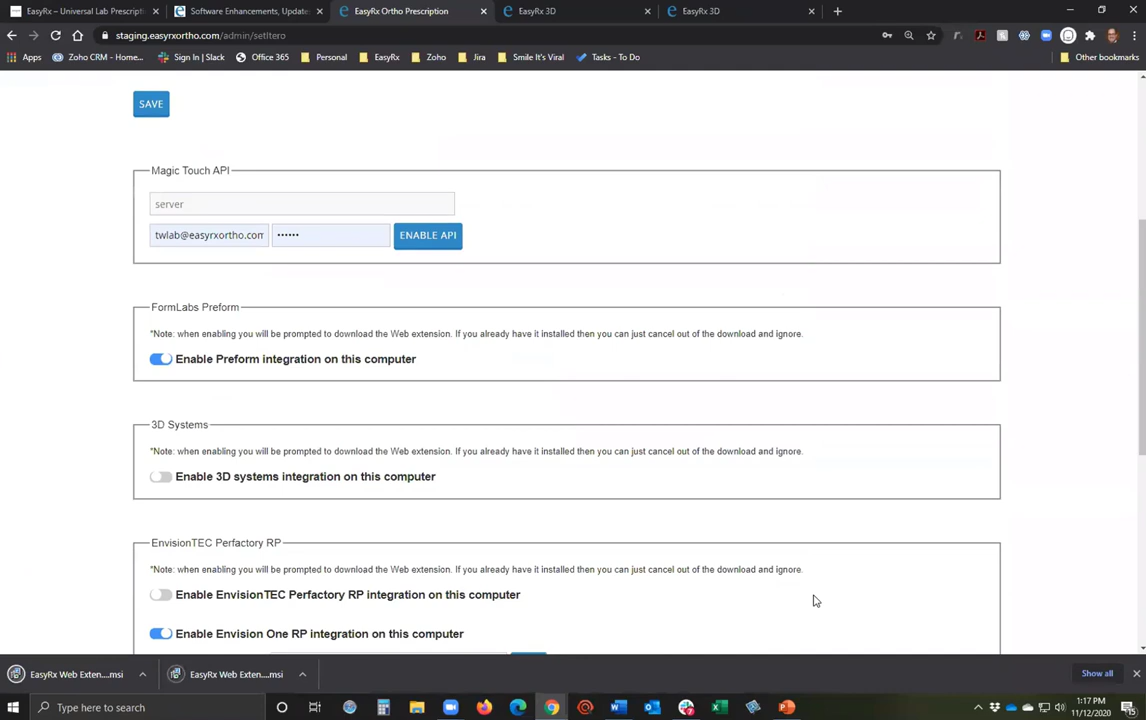 EasyRx – Universal Lab Prescripti
Software Enhancements, Update
EasyRx Ortho Prescription
EasyRx 3D
EasyRx 3D
staging.easyrxortho.com/admin/setItero
Apps
Zoho CRM - Home...
Sign In | Slack
Office 365
Personal
EasyRx
Zoho
Jira
Smile It's Viral
Tasks - To Do
Other bookmarks
SAVE
Magic Touch API
server
twlab@easyrxortho.com
••••••
ENABLE API
FormLabs Preform
*Note: when enabling you will be prompted to download the Web extension. If you already have it installed then you can just cancel out of the download and ignore.
Enable Preform integration on this computer
3D Systems
*Note: when enabling you will be prompted to download the Web extension. If you already have it installed then you can just cancel out of the download and ignore.
Enable 3D systems integration on this computer
EnvisionTEC Perfactory RP
*Note: when enabling you will be prompted to download the Web extension. If you already have it installed then you can just cancel out of the download and ignore.
Enable EnvisionTEC Perfactory RP integration on this computer
Enable Envision One RP integration on this computer
EasyRx Web Exten....msi
EasyRx Web Exten....msi
Show all
Type here to search
1:17 PM
11/12/2020
15